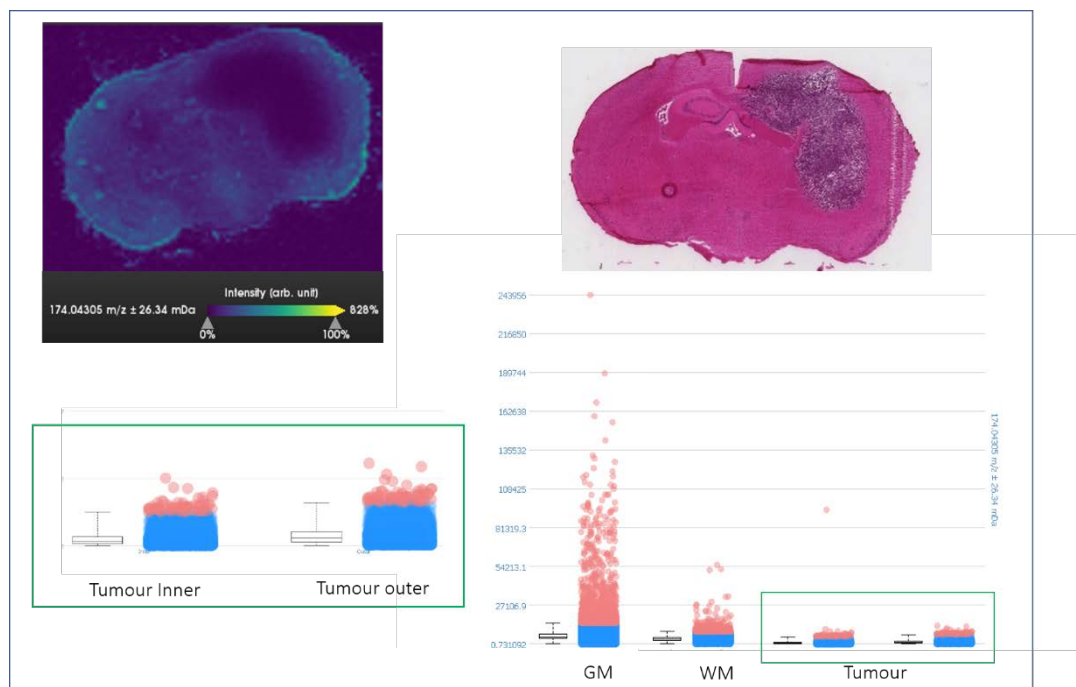 Intensity (arb. unit)
174.04305 m/z ± 26.34 mDa
828%
0%
100%
Tumour Inner
Tumour outer
243956
216850
189744
162638
135532
108425
81319.3
54213.1
27106.9
0.731092
174.04305 m/z ± 26.34 mDa
GM
WM
Tumour